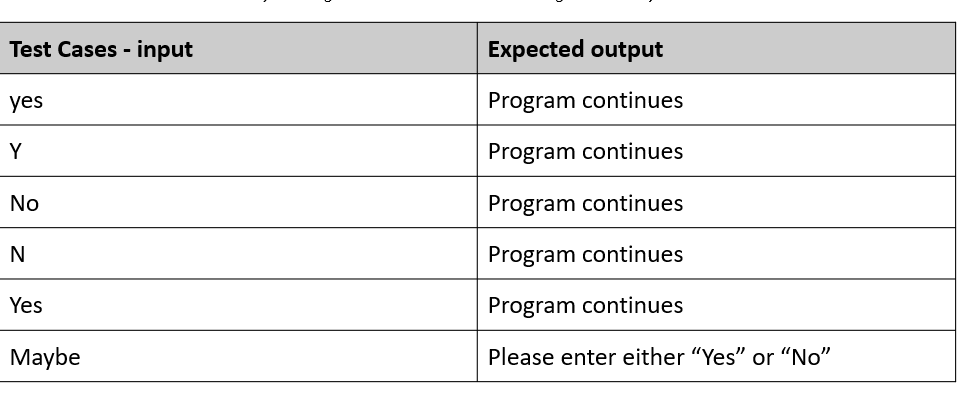 Test Cases - input Expected output
yes Program continues
Y Program continues
No Program continues
N Program continues
Yes Program continues
Maybe Please enter either “Yes” or “No”